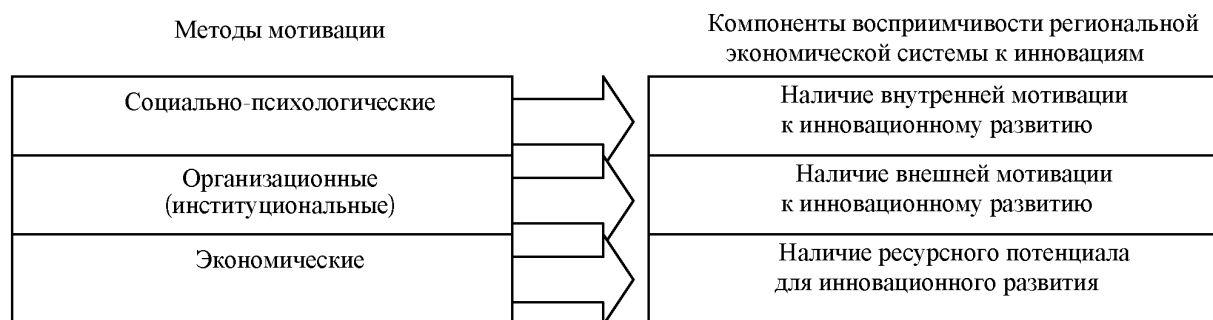 Методы мотивации
Компоненты восприимчивости региональной
экономической системы к инновациям
Социально-психологические
Наличие внутренней мотивации
к инновационному развитию
Организационные
(институциональные)
Наличие внешней мотивации
к инновационному развитию
Экономические
Наличие ресурсного потенциала
для инновационного развития